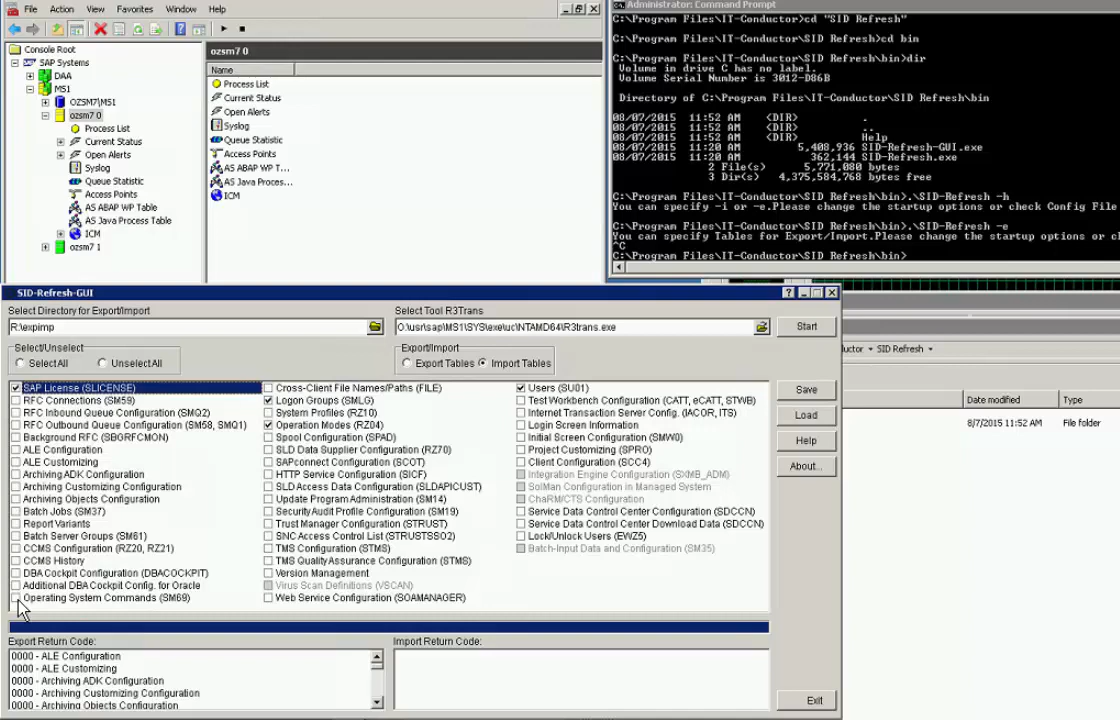 File Action View Favorites Window Help
Console Root
SAP Systems
DAA
MS1
OZSM7\MS1
ozsm7 0
Process List
Current Status
Open Alerts
Syslog
Queue Statistic
Access Points
AS ABAP WP Table
AS Java Process Table
ICM
ozsm7 1
ozsm7 0
Name
Process List
Current Status
Open Alerts
Syslog
Queue Statistic
Access Points
AS ABAP WP T...
AS Java Proces...
ICM
Administrator: Command Prompt
C:\Program Files\IT-Conductor>cd "SID Refresh"
C:\Program Files\IT-Conductor\SID Refresh>cd bin
C:\Program Files\IT-Conductor\SID Refresh\bin>dir
Volume in drive C has no label.
Volume Serial Number is 3012-D86B
Directory of C:\Program Files\IT-Conductor\SID Refresh\bin
08/07/2015 11:52 AM <DIR> .
08/07/2015 11:52 AM <DIR> ..
08/07/2015 11:52 AM <DIR> Help
08/07/2015 11:20 AM 5,408,936 SID-Refresh-GUI.exe
08/07/2015 11:20 AM 362,144 SID-Refresh.exe
2 File(s) 5,771,080 bytes
3 Dir(s) 4,375,584,768 bytes free
C:\Program Files\IT-Conductor\SID Refresh\bin>.\SID-Refresh -h
You can specify -i or -e.Please change the startup options or check Config File
C:\Program Files\IT-Conductor\SID Refresh\bin>.\SID-Refresh -e
You can specify Tables for Export/Import.Please change the startup options or ch
^C
C:\Program Files\IT-Conductor\SID Refresh\bin>
SID-Refresh-GUI
Select Directory for Export/Import
R:\expimp
Select Tool R3Trans
O:\usr\sap\MS1\SYS\exe\uc\NTAMD64\R3trans.exe
Start
Select/Unselect
SelectAll UnselectAll
Export/Import
Export Tables Import Tables
SAP License (SLICENSE)
RFC Connections (SM59)
RFC Inbound Queue Configuration (SMQ2)
RFC Outbound Queue Configuration (SM58, SMQ1)
Background RFC (SBGRFCMON)
ALE Configuration
ALE Customizing
Archiving ADK Configuration
Archiving Customizing Configuration
Archiving Objects Configuration
Batch Jobs (SM37)
Report Variants
Batch Server Groups (SM61)
CCMS Configuration (RZ20, RZ21)
CCMS History
DBA Cockpit Configuration (DBACOCKPIT)
Additional DBA Cockpit Config. for Oracle
Operating System Commands (SM69)
Cross-Client File Names/Paths (FILE)
Logon Groups (SMLG)
System Profiles (RZ10)
Operation Modes (RZ04)
Spool Configuration (SPAD)
SLD Data Supplier Configuration (RZ70)
SAPconnect Configuration (SCOT)
HTTP Service Configuration (SICF)
SLD Access Data Configuration (SLDAPICUST)
Update Program Administration (SM14)
Security Audit Profile Configuration (SM19)
Trust Manager Configuration (STRUST)
SNC Access Control List (STRUSTSSO2)
TMS Configuration (STMS)
TMS Quality Assurance Configuration (STMS)
Version Management
Virus Scan Definitions (VSCAN)
Web Service Configuration (SOAMANAGER)
Users (SU01)
Test Workbench Configuration (CATT, eCATT, STWB)
Internet Transaction Server Config. (IACOR, ITS)
Login Screen Information
Initial Screen Configuration (SMW0)
Project Customizing (SPRO)
Client Configuration (SCC4)
Integration Engine Configuration (SXMB_ADM)
SolMan Configuration in Managed System
ChaRM/CTS Configuration
Service Data Control Center Configuration (SDCCN)
Service Data Control Center Download Data (SDCCN)
Lock/Unlock Users (EWZ5)
Batch-Input Data and Configuration (SM35)
Save
Load
Help
About...
Export Return Code:
0000 - ALE Configuration
0000 - ALE Customizing
0000 - Archiving ADK Configuration
0000 - Archiving Customizing Configuration
0000 - Archiving Objects Configuration
Import Return Code:
Exit
uctor SID Refresh
Date modified Type
8/7/2015 11:52 AM File folder